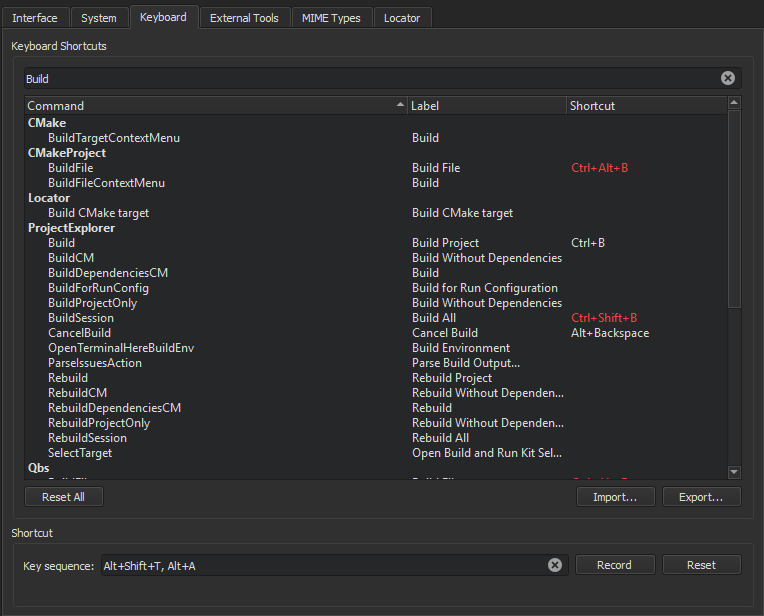 Interface System Keyboard External Tools MIME Types Locator
Keyboard Shortcuts
Build
Command Label Shortcut
CMake
BuildTargetContextMenu Build
CMakeProject
BuildFile Build File Ctrl+Alt+B
BuildFileContextMenu Build
Locator
Build CMake target Build CMake target
ProjectExplorer
Build Build Project Ctrl+B
BuildCM Build Without Dependencies
BuildDependenciesCM Build
BuildForRunConfig Build for Run Configuration
BuildProjectOnly Build Without Dependencies
BuildSession Build All Ctrl+Shift+B
CancelBuild Cancel Build Alt+Backspace
OpenTerminalHereBuildEnv Build Environment
ParseIssuesAction Parse Build Output...
Rebuild Rebuild Project
RebuildCM Rebuild Without Dependen...
RebuildDependenciesCM Rebuild
RebuildProjectOnly Rebuild Without Dependen...
RebuildSession Rebuild All
SelectTarget Open Build and Run Kit Sel...
Qbs
Reset All Import... Export...
Shortcut
Key sequence: Alt+Shift+T, Alt+A Record Reset